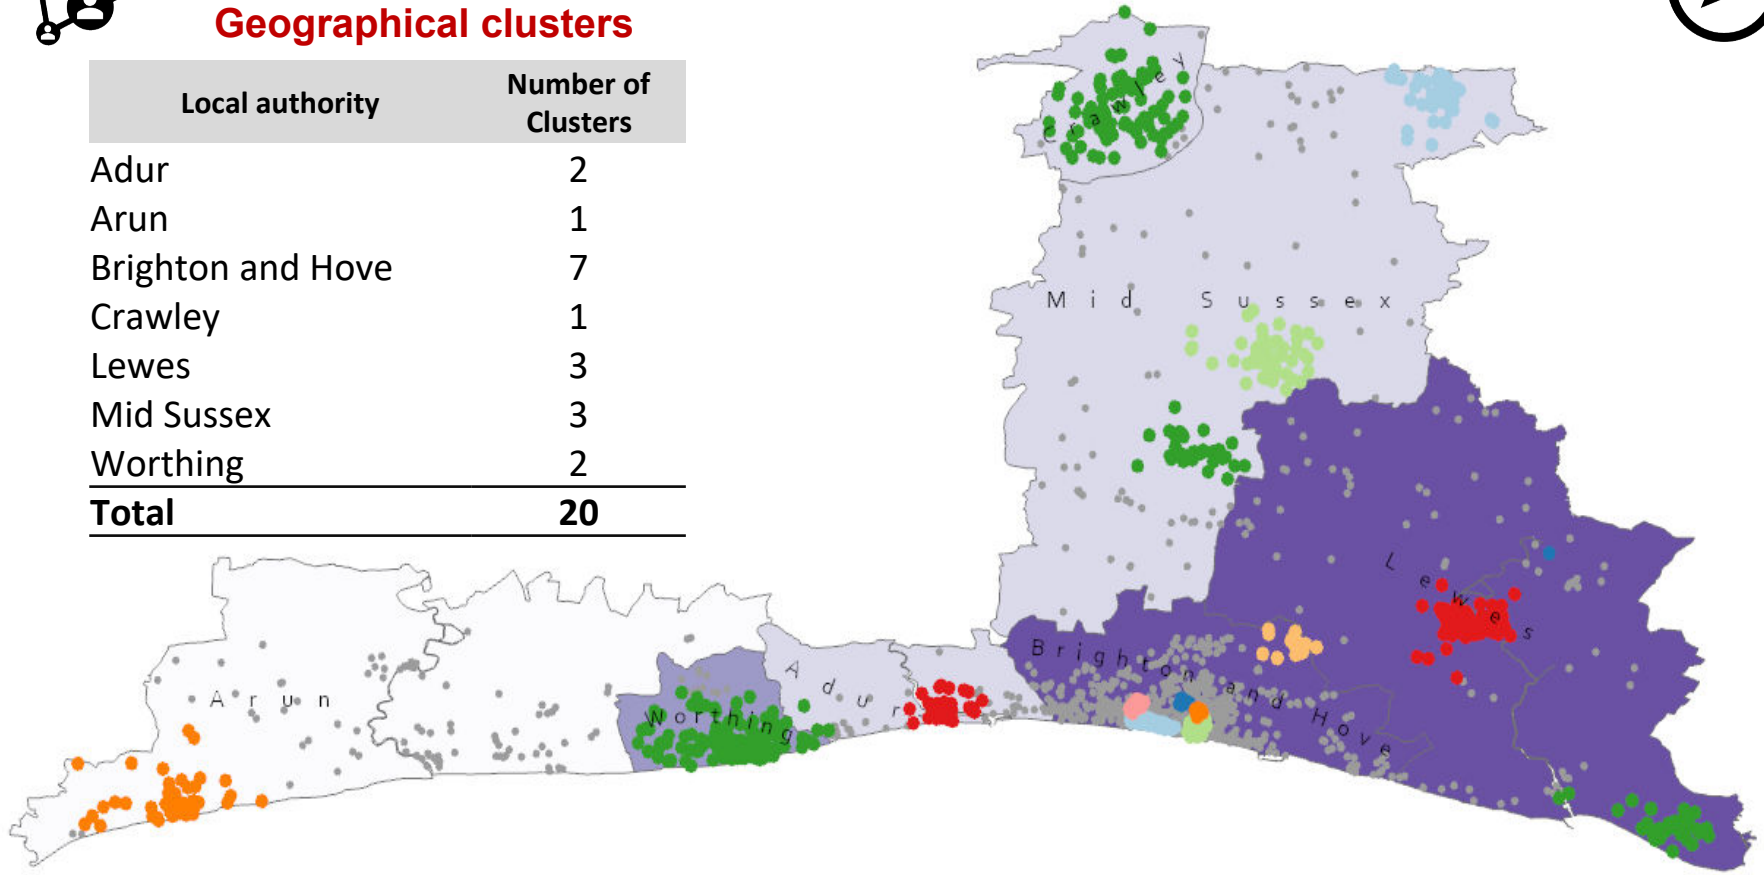 Geographical clusters
Local authority Number of Clusters
Adur 2
Arun 1
Brighton and Hove 7
Crawley 1
Lewes 3
Mid Sussex 3
Worthing 2
Total 20
Crawley
Mid Sussex
Lewes
Brighton and Hove
Adur
Worthing
Arun